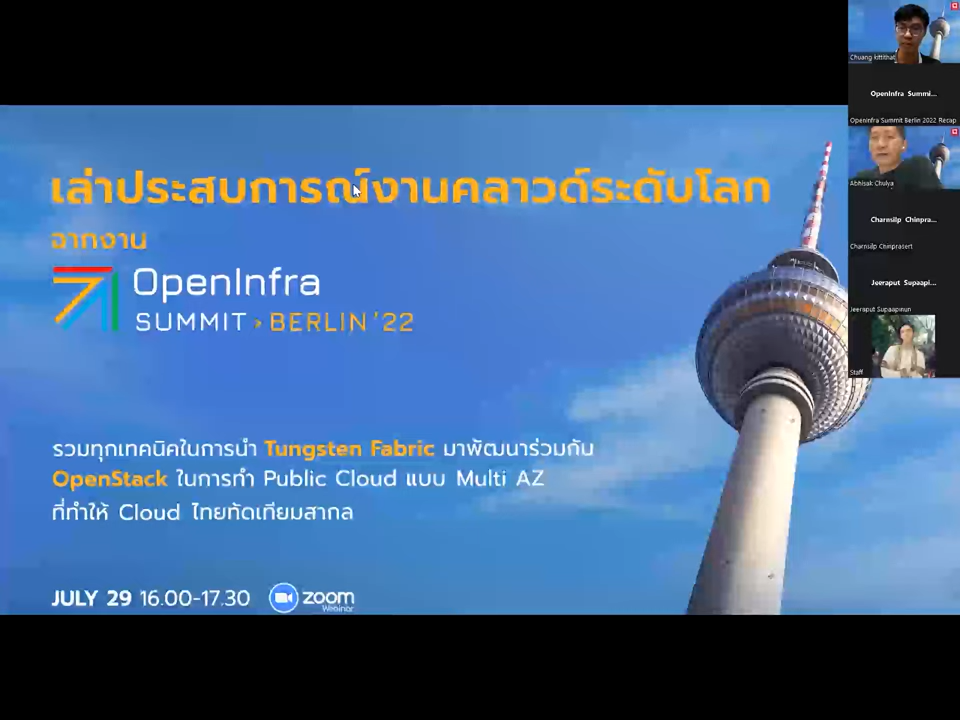 เล่าประสบการณ์งานคลาวด์ระดับโลก
จากงาน
OpenInfra
SUMMIT › BERLIN '22
รวมทุกเทคนิคในการนำ Tungsten Fabric มาพัฒนาร่วมกับ
OpenStack ในการทำ Public Cloud แบบ Multi AZ
ที่ทำให้ Cloud ไทยทัดเทียมสากล
JULY 29 16.00-17.30 zoom
Webinar
Chuang kittithat
OpenInfra Summi...
OpenInfra Summit Berlin 2022 Recap
Abhisak Chulya
Charnsilp Chinpra...
Charnsilp Chinprasert
Jeeraput Supaapi...
Jeeraput Supaapinun
Staff